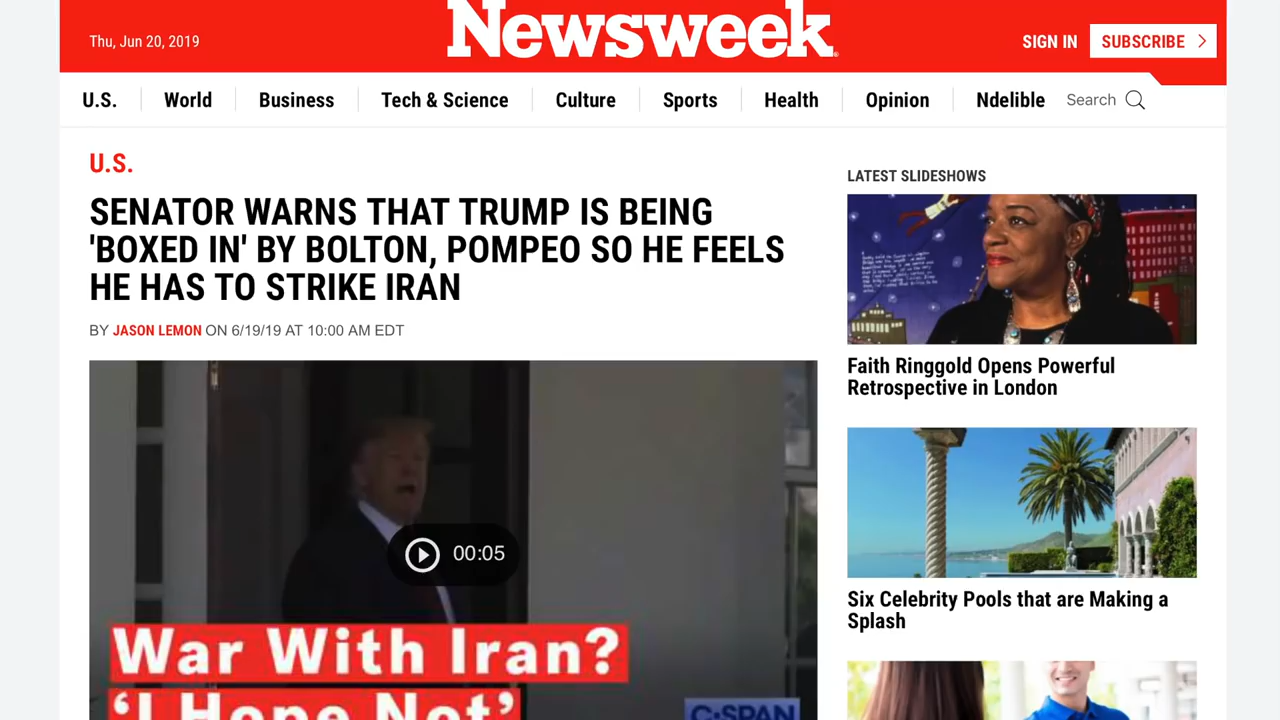 Thu, Jun 20, 2019
Newsweek
SIGN IN
SUBSCRIBE
U.S.
World
Business
Tech & Science
Culture
Sports
Health
Opinion
Ndelible
Search
U.S.
SENATOR WARNS THAT TRUMP IS BEING
'BOXED IN' BY BOLTON, POMPEO SO HE FEELS
HE HAS TO STRIKE IRAN
BY JASON LEMON ON 6/19/19 AT 10:00 AM EDT
00:05
War With Iran?
‘I Hope Not’
C-SPAN
LATEST SLIDESHOWS
Faith Ringgold Opens Powerful
Retrospective in London
Six Celebrity Pools that are Making a
Splash